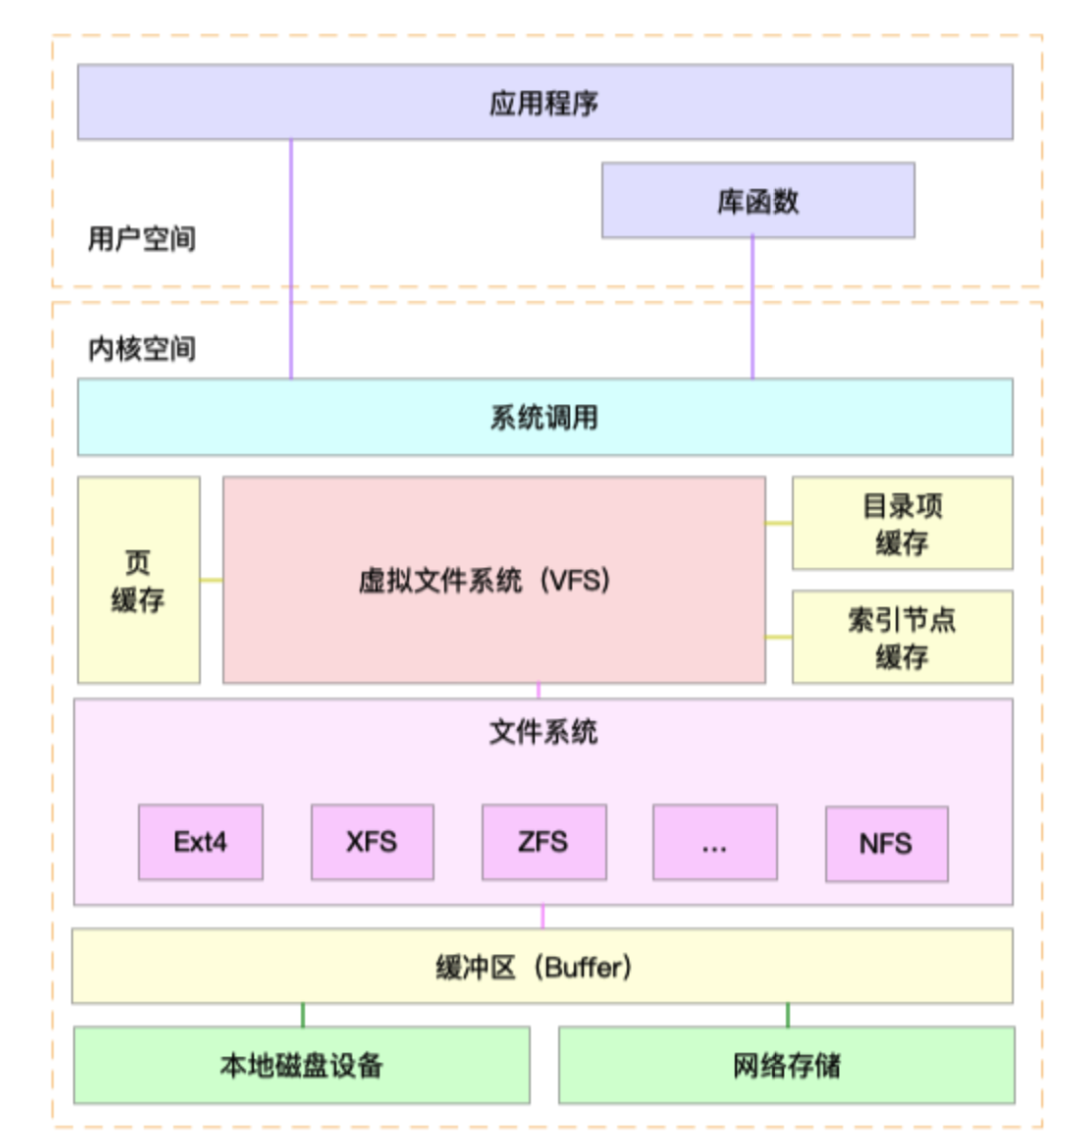 应用程序
库函数
用户空间
内核空间
系统调用
页
缓存
虚拟文件系统（VFS）
目录项
缓存
索引节点
缓存
文件系统
Ext4
XFS
ZFS
...
NFS
缓冲区（Buffer）
本地磁盘设备
网络存储